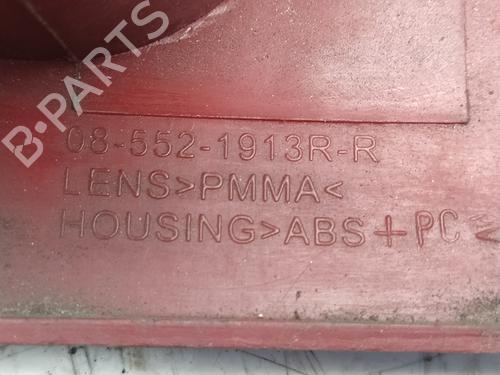 B-PARTS
08-552-1913R-R
LENS>PMMA<
HOUSING>ABS+PC<